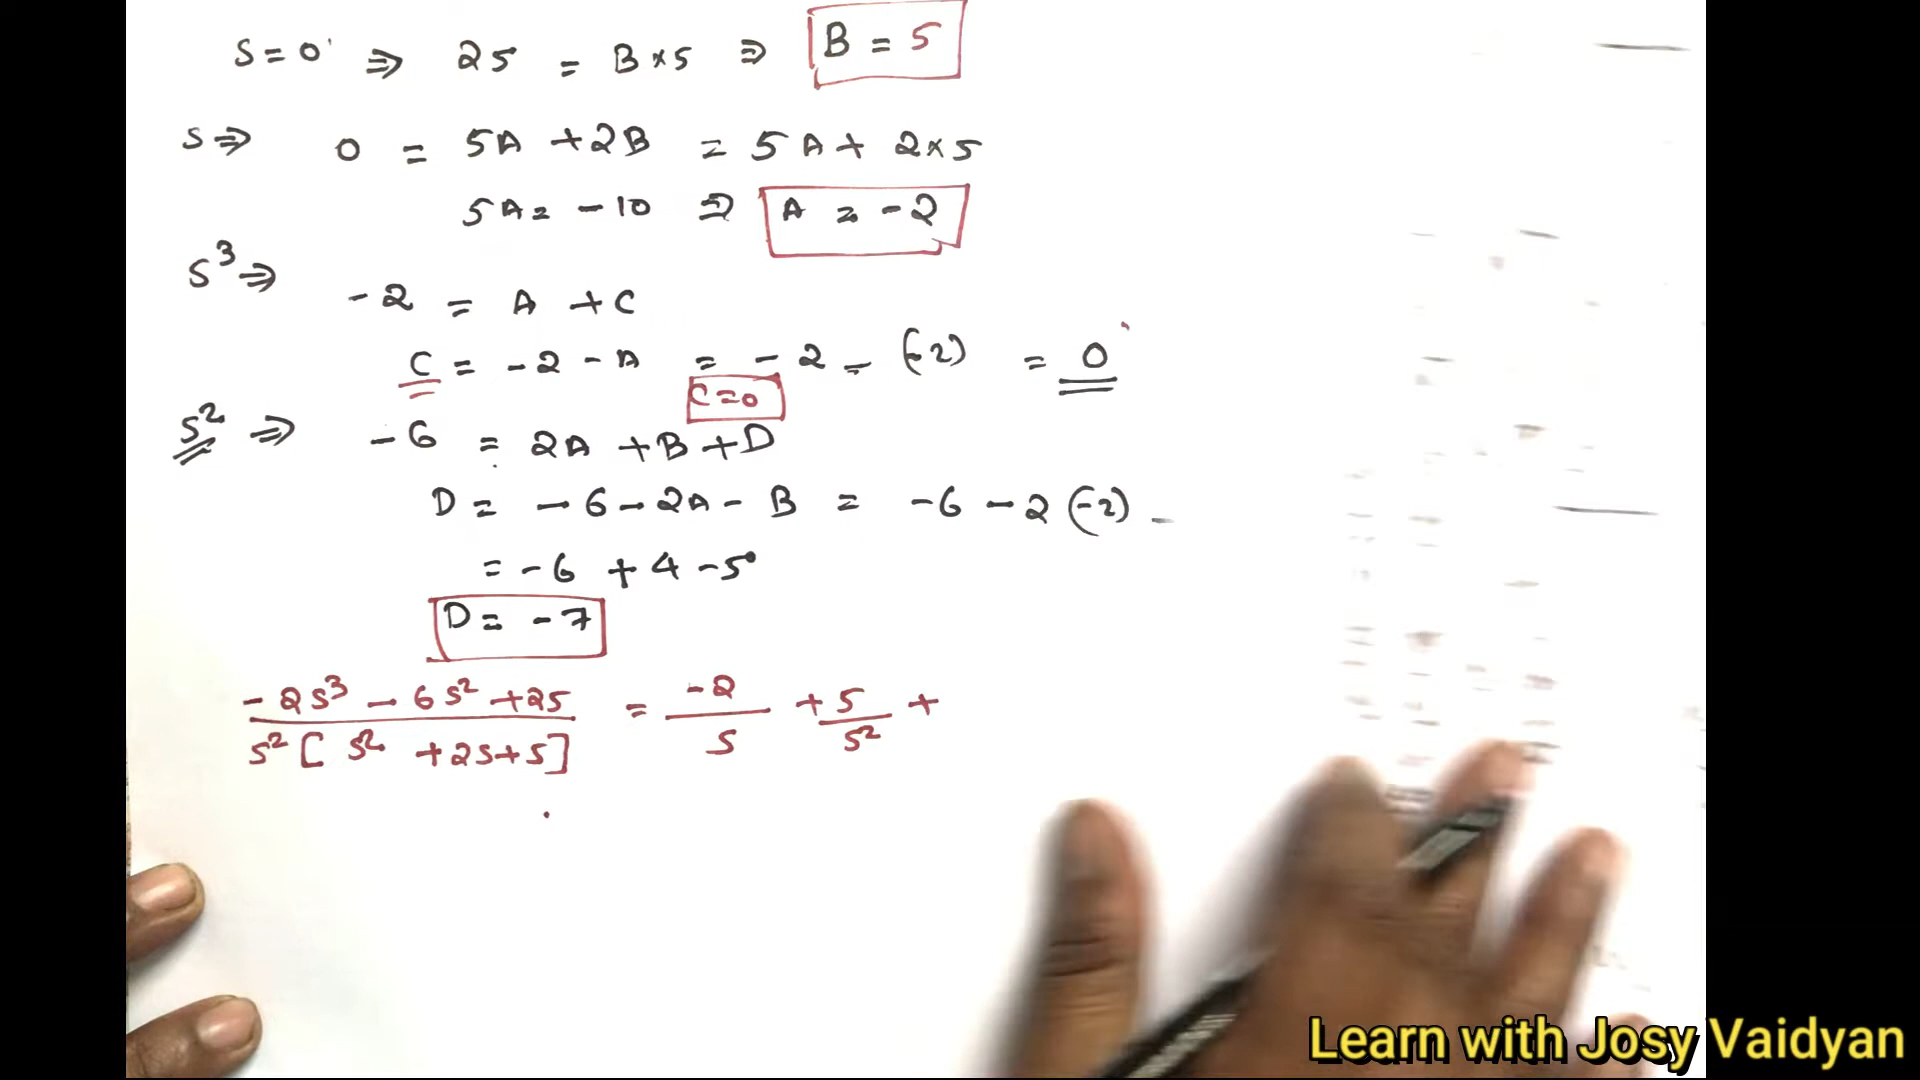 S = 0 ⇒ 25 = B × 5 ⇒ B = 5
S ⇒ 0 = 5A + 2B = 5A + 2×5
5A = -10 ⇒ A = -2
S³ ⇒ -2 = A + C
C = -2 - A = -2 - (-2) = 0
C = 0
S² ⇒ -6 = 2A + B + D
D = -6 - 2A - B = -6 - 2(-2) -
= -6 + 4 - 5
D = -7
-2S³ - 6S² + 25 = -2 + 5 +
S² [ S² + 2S + 5 ] S S²
Learn with Josy Vaidyan